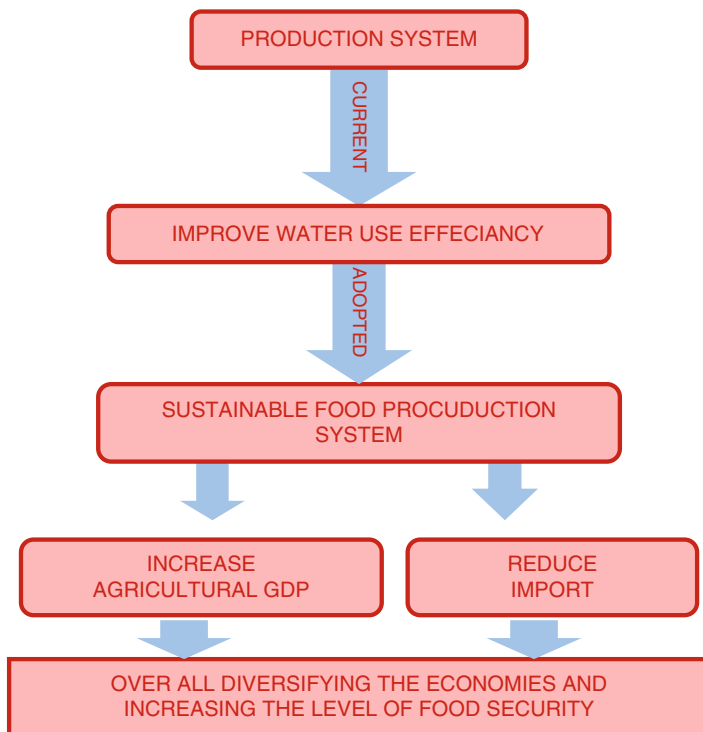 PRODUCTION SYSTEM
CURRENT
IMPROVE WATER USE EFFECIANCY
ADOPTED
SUSTAINABLE FOOD PROCUDUCTION
SYSTEM
INCREASE
AGRICULTURAL GDP
REDUCE
IMPORT
OVER ALL DIVERSIFYING THE ECONOMIES AND
INCREASING THE LEVEL OF FOOD SECURITY